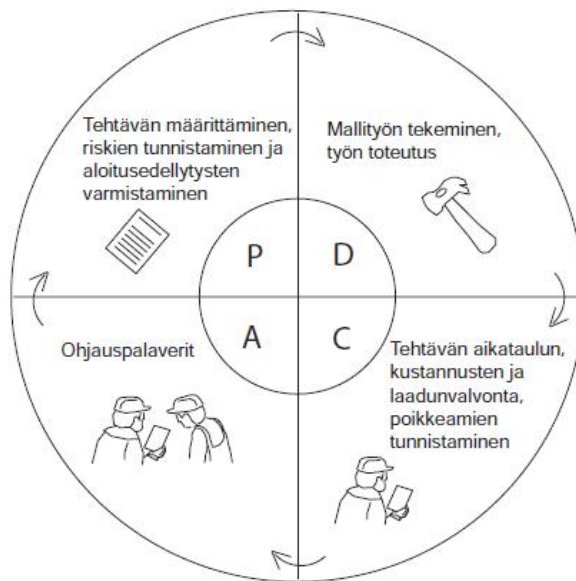 Tehtävän määrittäminen,
riskien tunnistaminen ja
aloitusedellytysten
varmistaminen
Mallityön tekeminen,
työn toteutus
P
D
A
C
Ohjauspalaverit
Tehtävän aikataulun,
kustannusten ja
laadunvalvonta,
poikkeamien
tunnistaminen